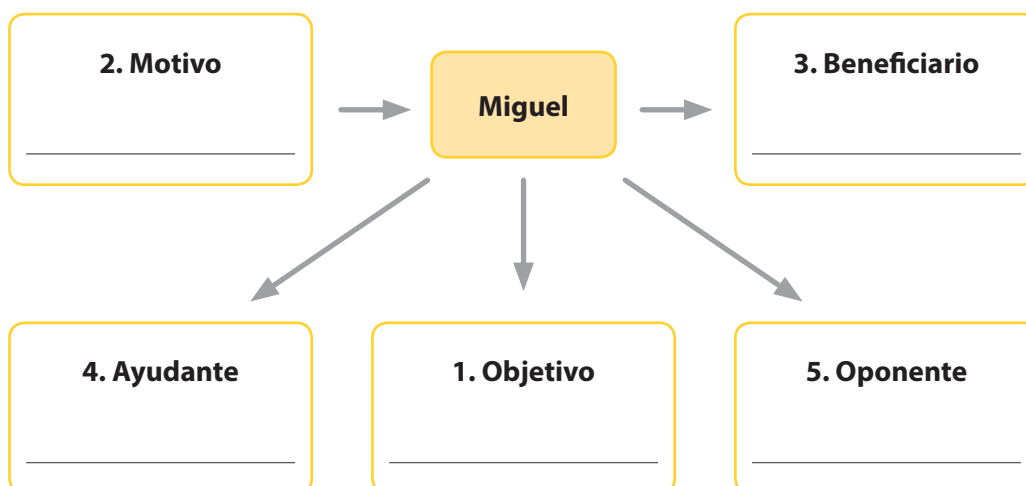 2. Motivo
Miguel
3. Beneficiario
4. Ayudante
1. Objetivo
5. Oponente